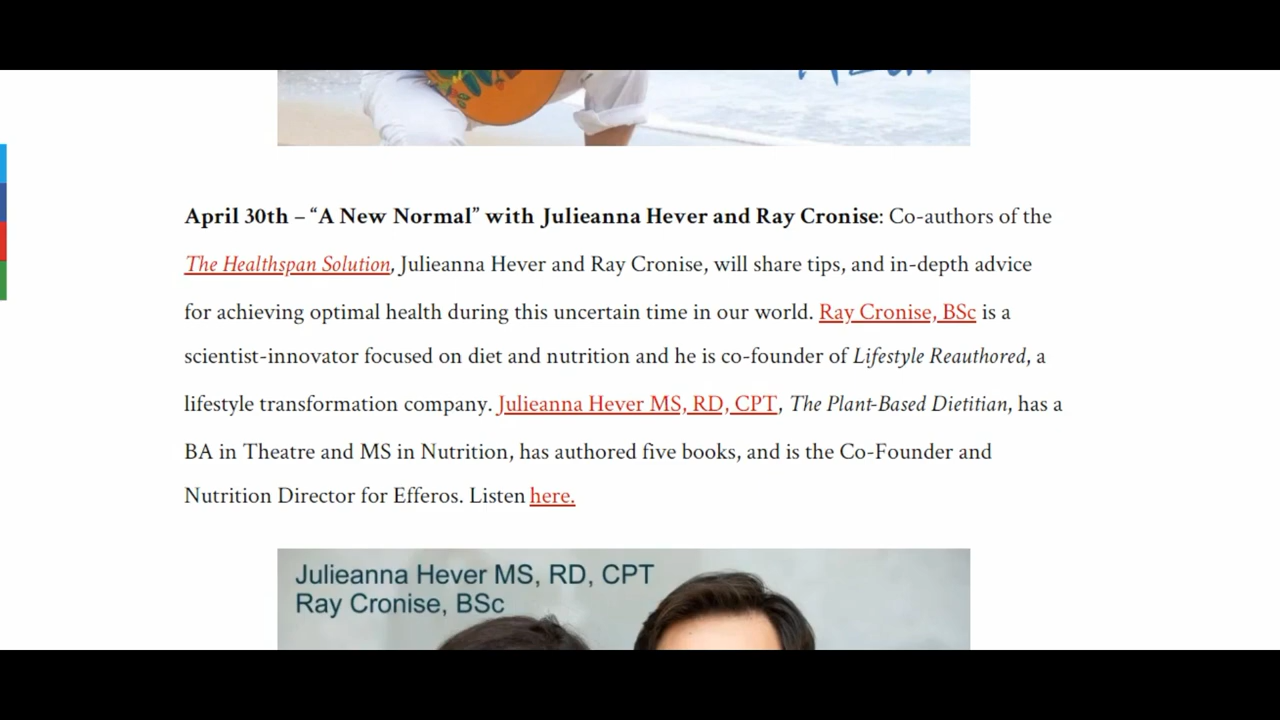 April 30th – “A New Normal” with Julieanna Hever and Ray Cronise: Co-authors of the
The Healthspan Solution, Julieanna Hever and Ray Cronise, will share tips, and in-depth advice
for achieving optimal health during this uncertain time in our world. Ray Cronise, BSc is a
scientist-innovator focused on diet and nutrition and he is co-founder of Lifestyle Reauthored, a
lifestyle transformation company. Julieanna Hever MS, RD, CPT, The Plant-Based Dietitian, has a
BA in Theatre and MS in Nutrition, has authored five books, and is the Co-Founder and
Nutrition Director for Efferos. Listen here.
Julieanna Hever MS, RD, CPT
Ray Cronise, BSc